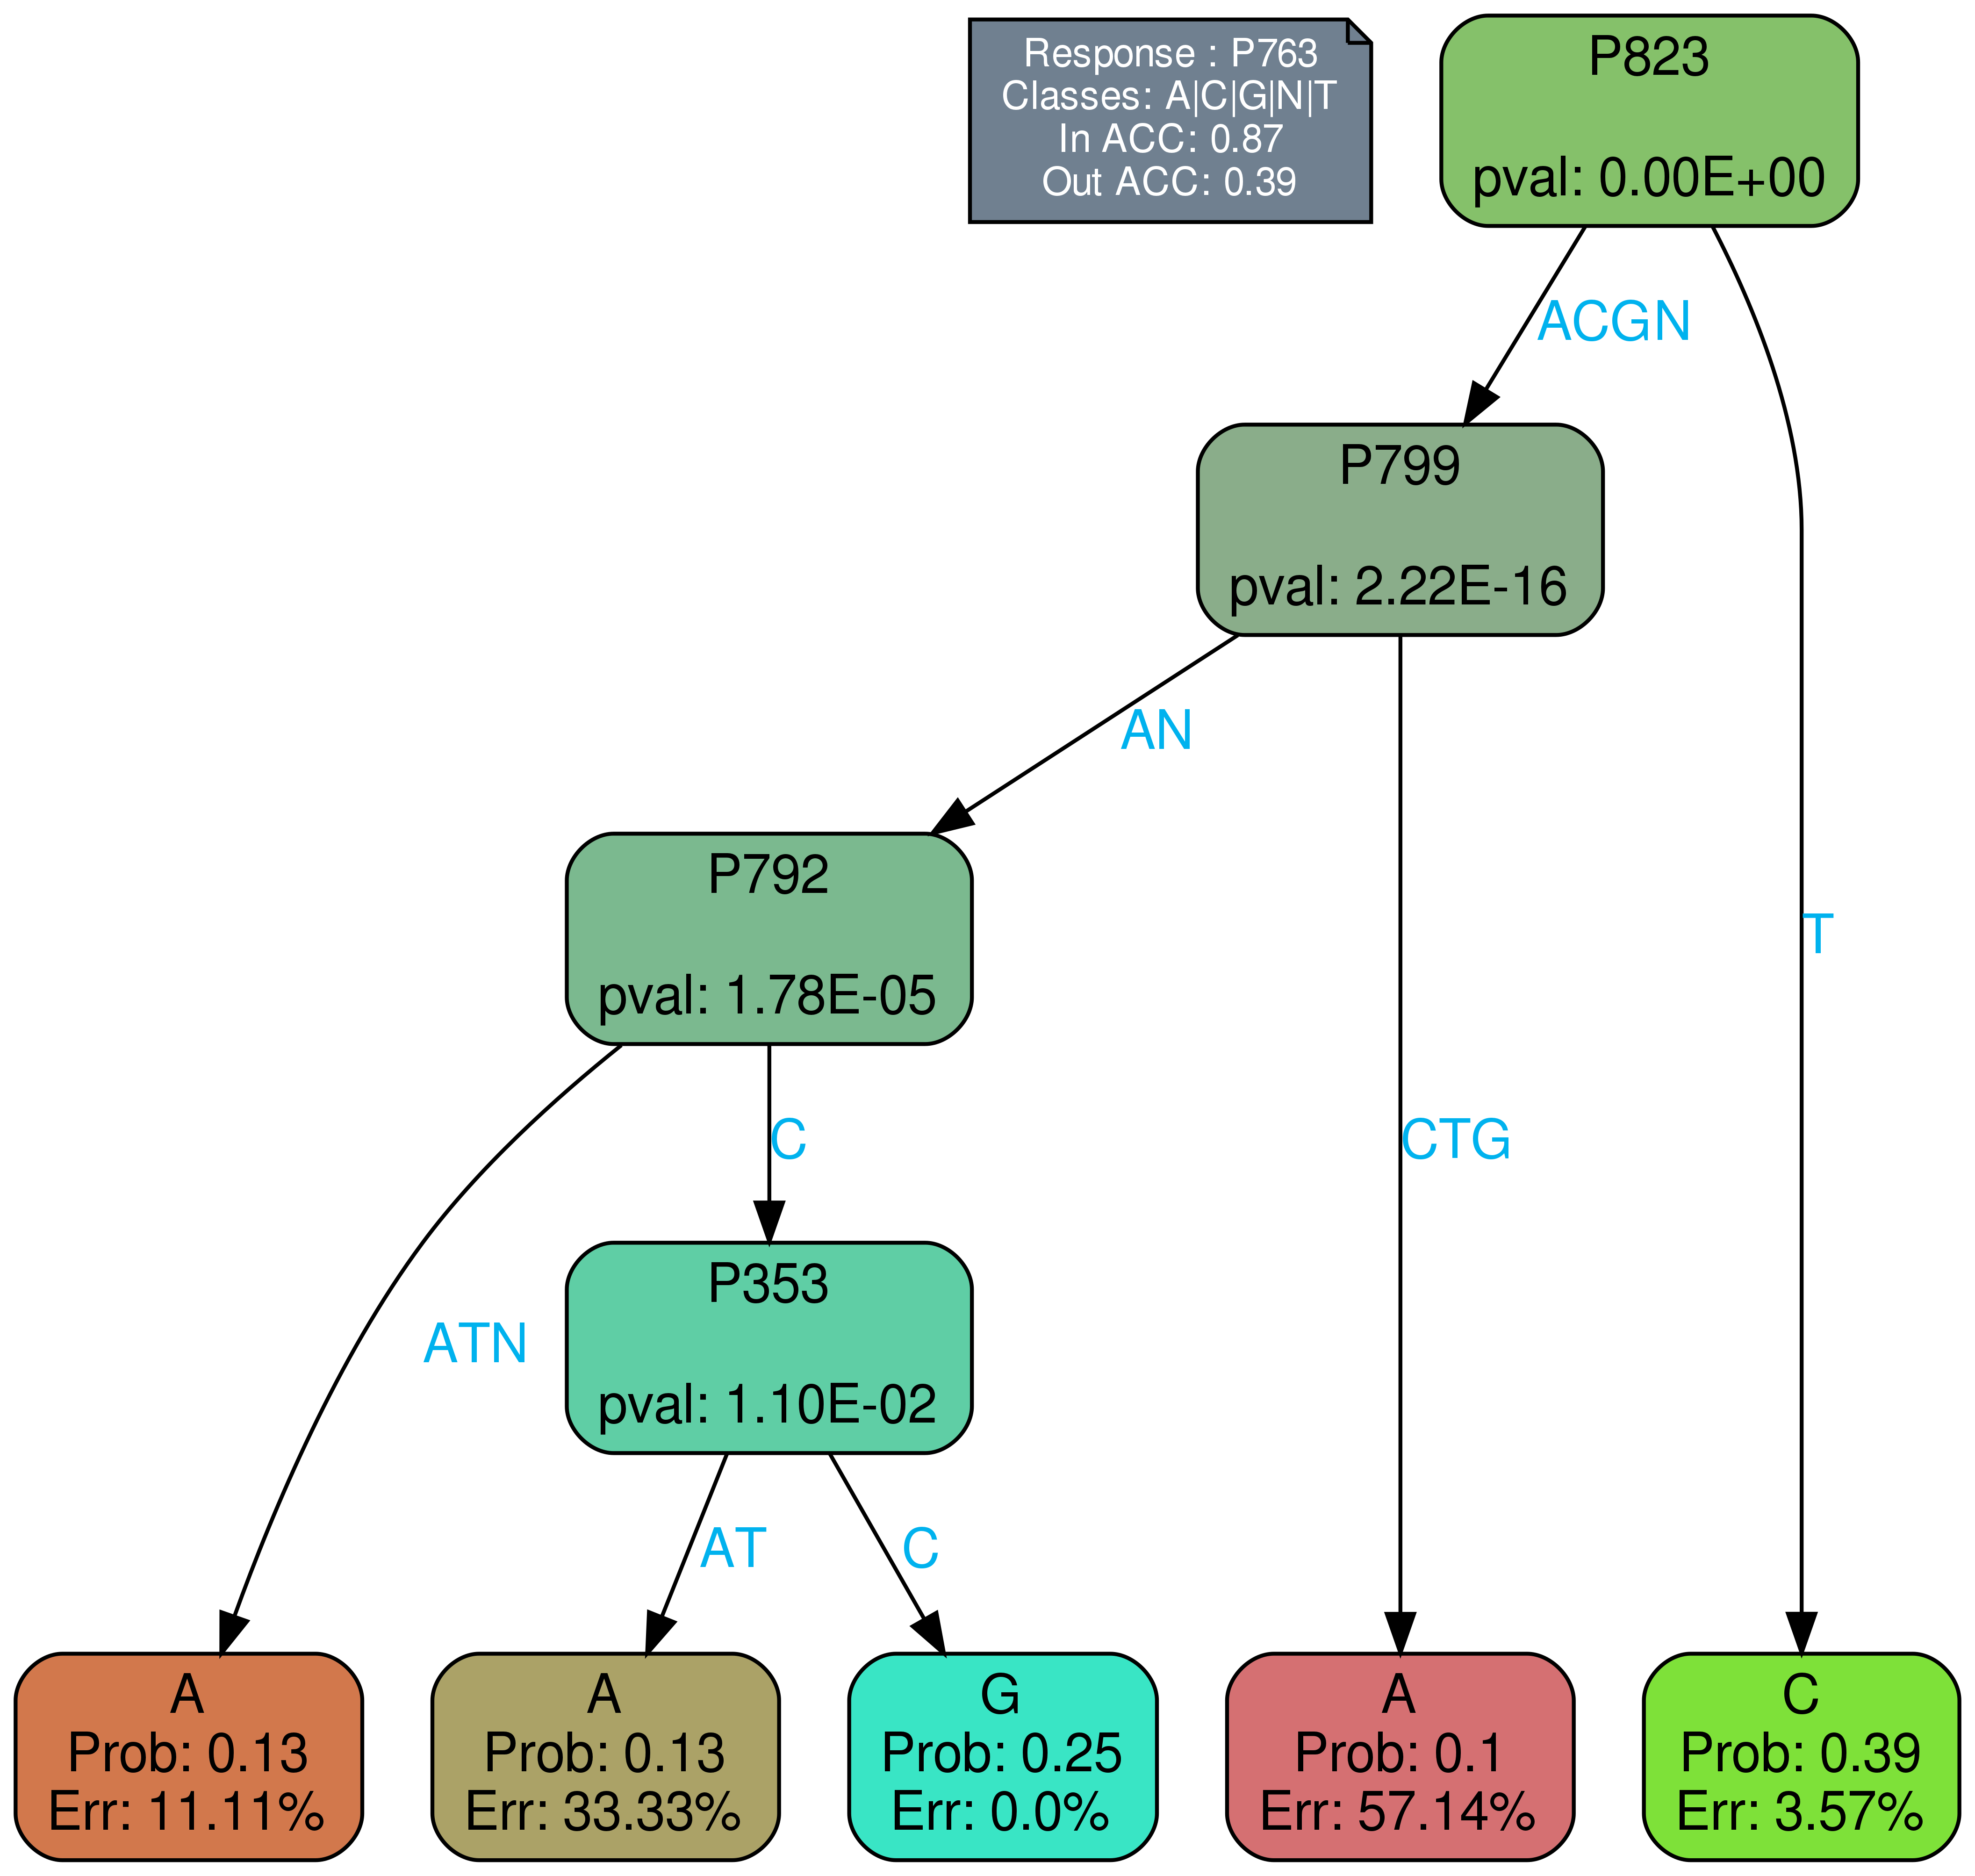 Response : P763
Classes: A|C|G|N|T
In ACC: 0.87
Out ACC: 0.39
P823
pval: 0.00E+00
ACGN
T
P799
pval: 2.22E-16
AN
CTG
P792
pval: 1.78E-05
ATN
C
P353
pval: 1.10E-02
AT
C
A
Prob: 0.13
Err: 11.11%
A
Prob: 0.13
Err: 33.33%
G
Prob: 0.25
Err: 0.0%
A
Prob: 0.1
Err: 57.14%
C
Prob: 0.39
Err: 3.57%